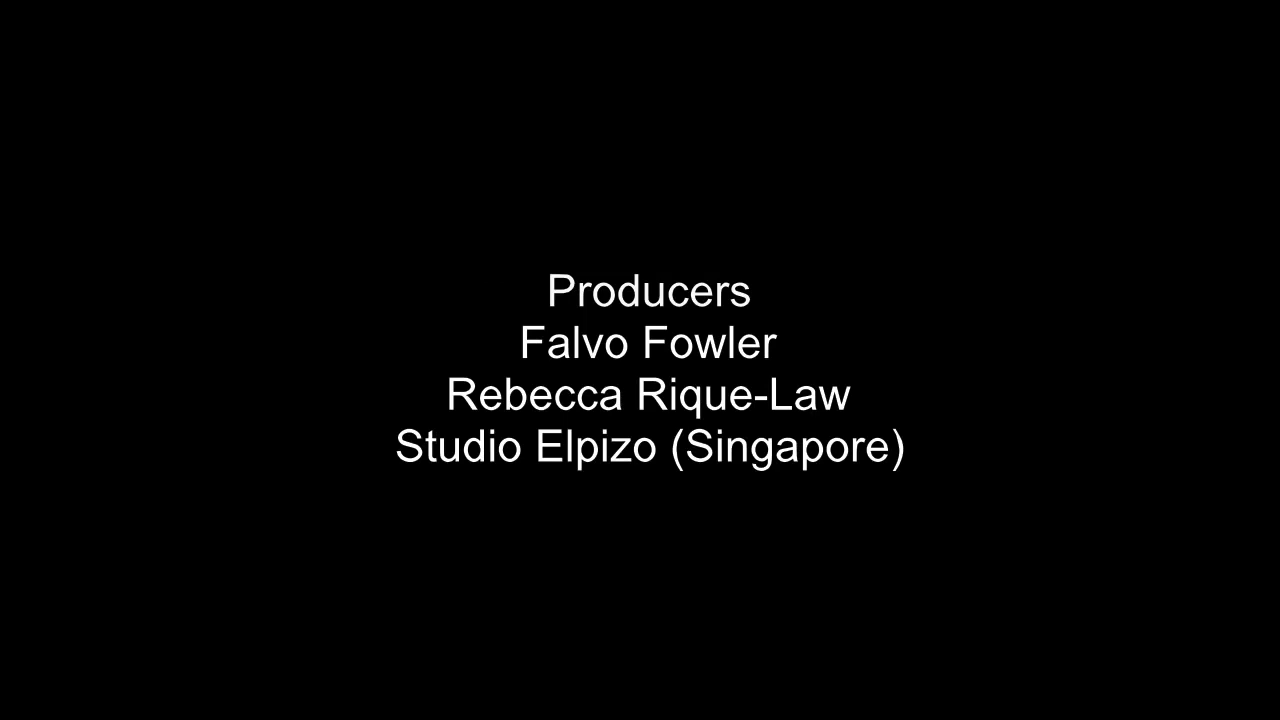 Producers
Falvo Fowler
Rebecca Rique-Law
Studio Elpizo (Singapore)